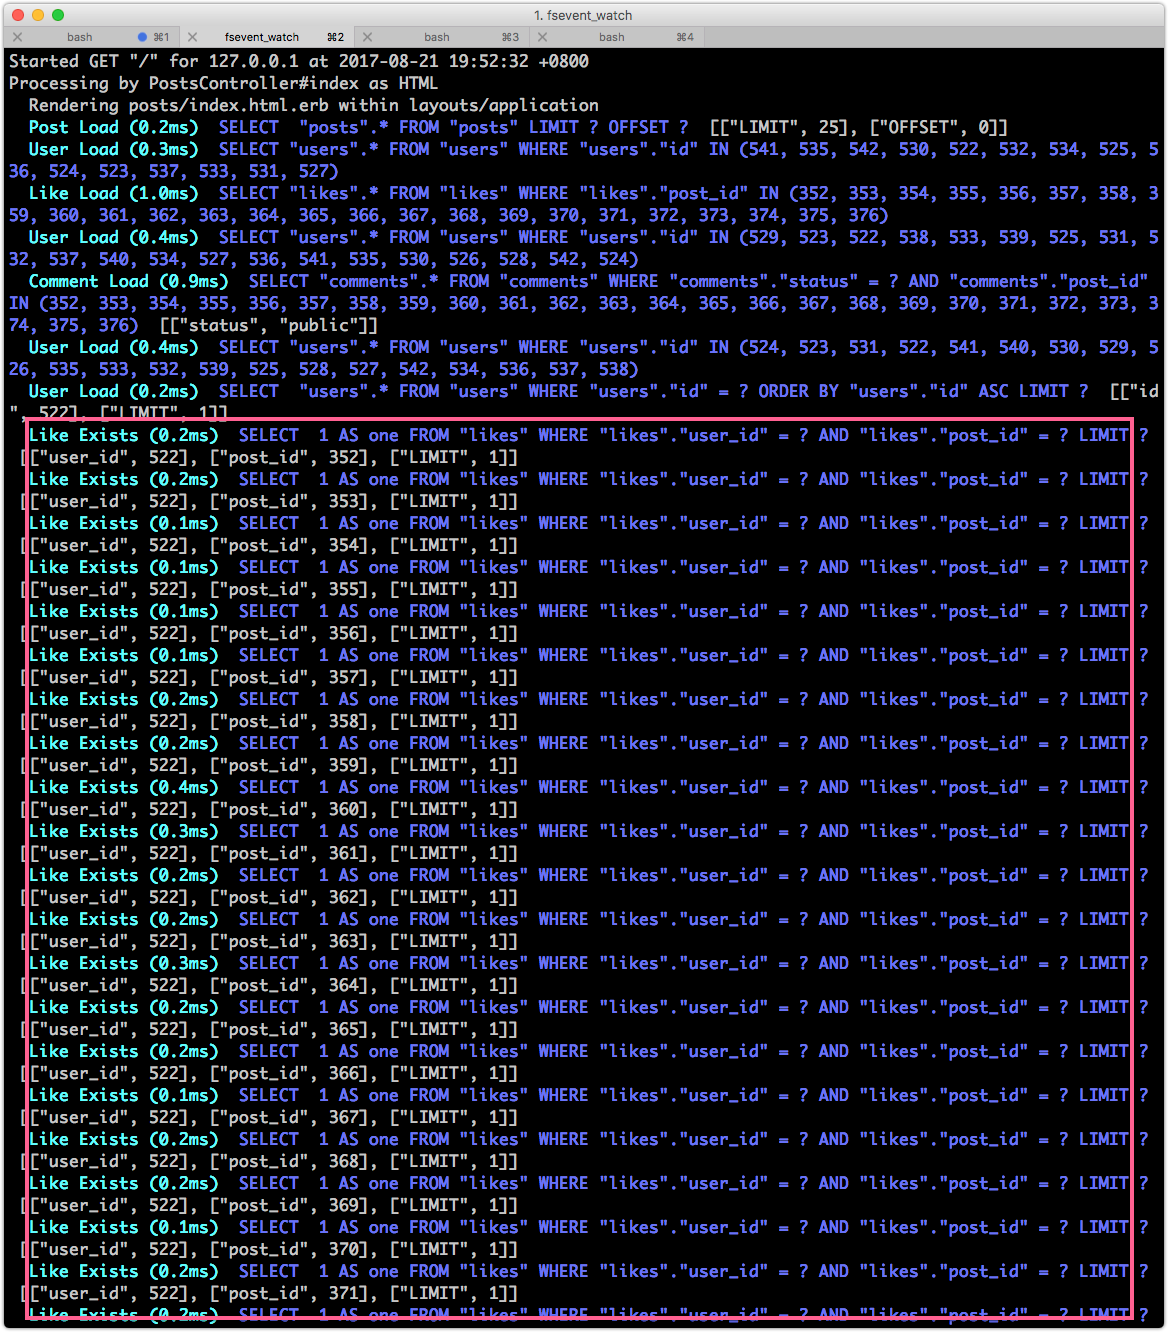 1. fsevent_watch
bash ⌘1 fsevent_watch ⌘2 bash ⌘3 bash ⌘4
Started GET "/" for 127.0.0.1 at 2017-08-21 19:52:32 +0800
Processing by PostsController#index as HTML
Rendering posts/index.html.erb within layouts/application
Post Load (0.2ms) SELECT "posts".* FROM "posts" LIMIT ? OFFSET ? [["LIMIT", 25], ["OFFSET", 0]]
User Load (0.3ms) SELECT "users".* FROM "users" WHERE "users"."id" IN (541, 535, 542, 530, 522, 532, 534, 525, 5
36, 524, 523, 537, 533, 531, 527)
Like Load (1.0ms) SELECT "likes".* FROM "likes" WHERE "likes"."post_id" IN (352, 353, 354, 355, 356, 357, 358, 3
59, 360, 361, 362, 363, 364, 365, 366, 367, 368, 369, 370, 371, 372, 373, 374, 375, 376)
User Load (0.4ms) SELECT "users".* FROM "users" WHERE "users"."id" IN (529, 523, 522, 538, 533, 539, 525, 531, 5
32, 537, 540, 534, 527, 536, 541, 535, 530, 526, 528, 542, 524)
Comment Load (0.9ms) SELECT "comments".* FROM "comments" WHERE "comments"."status" = ? AND "comments"."post_id"
IN (352, 353, 354, 355, 356, 357, 358, 359, 360, 361, 362, 363, 364, 365, 366, 367, 368, 369, 370, 371, 372, 373, 3
74, 375, 376) [["status", "public"]]
User Load (0.4ms) SELECT "users".* FROM "users" WHERE "users"."id" IN (524, 523, 531, 522, 541, 540, 530, 529, 5
26, 535, 533, 532, 539, 525, 528, 527, 542, 534, 536, 537, 538)
User Load (0.2ms) SELECT "users".* FROM "users" WHERE "users"."id" = ? ORDER BY "users"."id" ASC LIMIT ? [["id
", 522], ["LIMIT", 1]]
Like Exists (0.2ms) SELECT 1 AS one FROM "likes" WHERE "likes"."user_id" = ? AND "likes"."post_id" = ? LIMIT ?
[["user_id", 522], ["post_id", 352], ["LIMIT", 1]]
Like Exists (0.2ms) SELECT 1 AS one FROM "likes" WHERE "likes"."user_id" = ? AND "likes"."post_id" = ? LIMIT ?
[["user_id", 522], ["post_id", 353], ["LIMIT", 1]]
Like Exists (0.1ms) SELECT 1 AS one FROM "likes" WHERE "likes"."user_id" = ? AND "likes"."post_id" = ? LIMIT ?
[["user_id", 522], ["post_id", 354], ["LIMIT", 1]]
Like Exists (0.1ms) SELECT 1 AS one FROM "likes" WHERE "likes"."user_id" = ? AND "likes"."post_id" = ? LIMIT ?
[["user_id", 522], ["post_id", 355], ["LIMIT", 1]]
Like Exists (0.1ms) SELECT 1 AS one FROM "likes" WHERE "likes"."user_id" = ? AND "likes"."post_id" = ? LIMIT ?
[["user_id", 522], ["post_id", 356], ["LIMIT", 1]]
Like Exists (0.1ms) SELECT 1 AS one FROM "likes" WHERE "likes"."user_id" = ? AND "likes"."post_id" = ? LIMIT ?
[["user_id", 522], ["post_id", 357], ["LIMIT", 1]]
Like Exists (0.2ms) SELECT 1 AS one FROM "likes" WHERE "likes"."user_id" = ? AND "likes"."post_id" = ? LIMIT ?
[["user_id", 522], ["post_id", 358], ["LIMIT", 1]]
Like Exists (0.2ms) SELECT 1 AS one FROM "likes" WHERE "likes"."user_id" = ? AND "likes"."post_id" = ? LIMIT ?
[["user_id", 522], ["post_id", 359], ["LIMIT", 1]]
Like Exists (0.4ms) SELECT 1 AS one FROM "likes" WHERE "likes"."user_id" = ? AND "likes"."post_id" = ? LIMIT ?
[["user_id", 522], ["post_id", 360], ["LIMIT", 1]]
Like Exists (0.3ms) SELECT 1 AS one FROM "likes" WHERE "likes"."user_id" = ? AND "likes"."post_id" = ? LIMIT ?
[["user_id", 522], ["post_id", 361], ["LIMIT", 1]]
Like Exists (0.2ms) SELECT 1 AS one FROM "likes" WHERE "likes"."user_id" = ? AND "likes"."post_id" = ? LIMIT ?
[["user_id", 522], ["post_id", 362], ["LIMIT", 1]]
Like Exists (0.2ms) SELECT 1 AS one FROM "likes" WHERE "likes"."user_id" = ? AND "likes"."post_id" = ? LIMIT ?
[["user_id", 522], ["post_id", 363], ["LIMIT", 1]]
Like Exists (0.3ms) SELECT 1 AS one FROM "likes" WHERE "likes"."user_id" = ? AND "likes"."post_id" = ? LIMIT ?
[["user_id", 522], ["post_id", 364], ["LIMIT", 1]]
Like Exists (0.2ms) SELECT 1 AS one FROM "likes" WHERE "likes"."user_id" = ? AND "likes"."post_id" = ? LIMIT ?
[["user_id", 522], ["post_id", 365], ["LIMIT", 1]]
Like Exists (0.2ms) SELECT 1 AS one FROM "likes" WHERE "likes"."user_id" = ? AND "likes"."post_id" = ? LIMIT ?
[["user_id", 522], ["post_id", 366], ["LIMIT", 1]]
Like Exists (0.1ms) SELECT 1 AS one FROM "likes" WHERE "likes"."user_id" = ? AND "likes"."post_id" = ? LIMIT ?
[["user_id", 522], ["post_id", 367], ["LIMIT", 1]]
Like Exists (0.2ms) SELECT 1 AS one FROM "likes" WHERE "likes"."user_id" = ? AND "likes"."post_id" = ? LIMIT ?
[["user_id", 522], ["post_id", 368], ["LIMIT", 1]]
Like Exists (0.2ms) SELECT 1 AS one FROM "likes" WHERE "likes"."user_id" = ? AND "likes"."post_id" = ? LIMIT ?
[["user_id", 522], ["post_id", 369], ["LIMIT", 1]]
Like Exists (0.1ms) SELECT 1 AS one FROM "likes" WHERE "likes"."user_id" = ? AND "likes"."post_id" = ? LIMIT ?
[["user_id", 522], ["post_id", 370], ["LIMIT", 1]]
Like Exists (0.2ms) SELECT 1 AS one FROM "likes" WHERE "likes"."user_id" = ? AND "likes"."post_id" = ? LIMIT ?
[["user_id", 522], ["post_id", 371], ["LIMIT", 1]]
Like Exists (0.2ms) SELECT 1 AS one FROM "likes" WHERE "likes"."user_id" = ? AND "likes"."post_id" = ? LIMIT ?